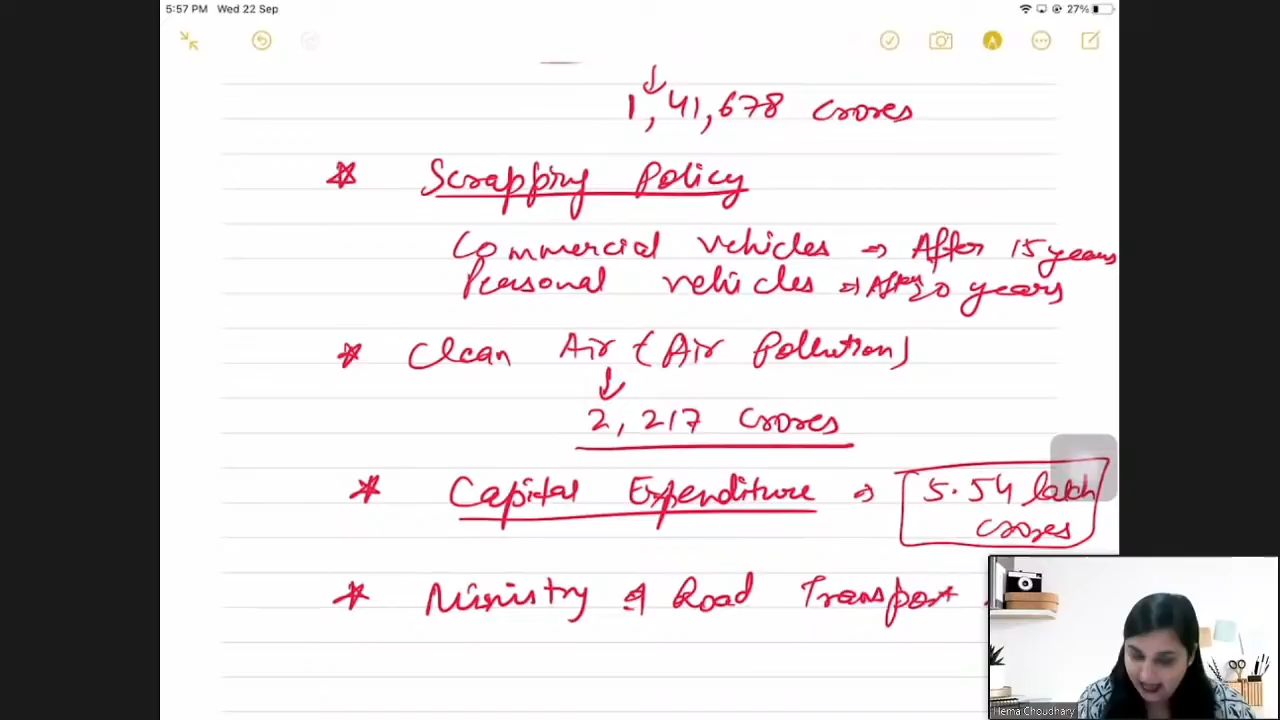 5:57 PM Wed 22 Sep
27%
1,41,678 crores
Scrapping Policy
Commercial vehicles ⇒ After 15 years
Personal vehicles ⇒ After 20 years
Clean Air (Air Pollution)
2,217 crores
Capital Expenditure ⇒ 5.54 lakh
crores
Ministry of Road Transport
Hema Choudhary